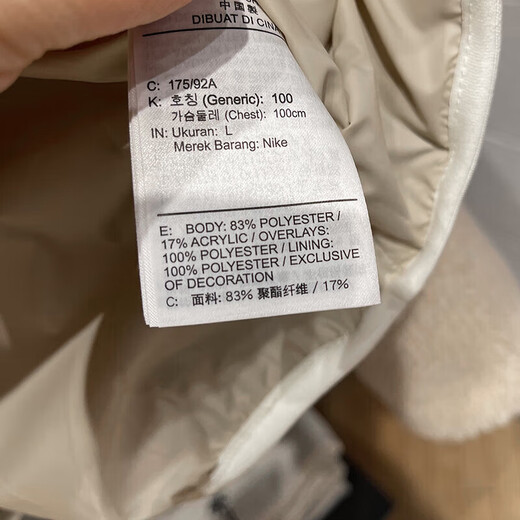 中国製
DIBUAT DI CINA
C: 175/92A
K: 호칭 (Generic): 100
가슴둘레 (Chest): 100cm
IN: Ukuran: L
Merek Barang: Nike
E: BODY: 83% POLYESTER /
17% ACRYLIC / OVERLAYS:
100% POLYESTER / LINING:
100% POLYESTER / EXCLUSIVE
OF DECORATION
C: 面料: 83% 聚酯纤维 / 17%